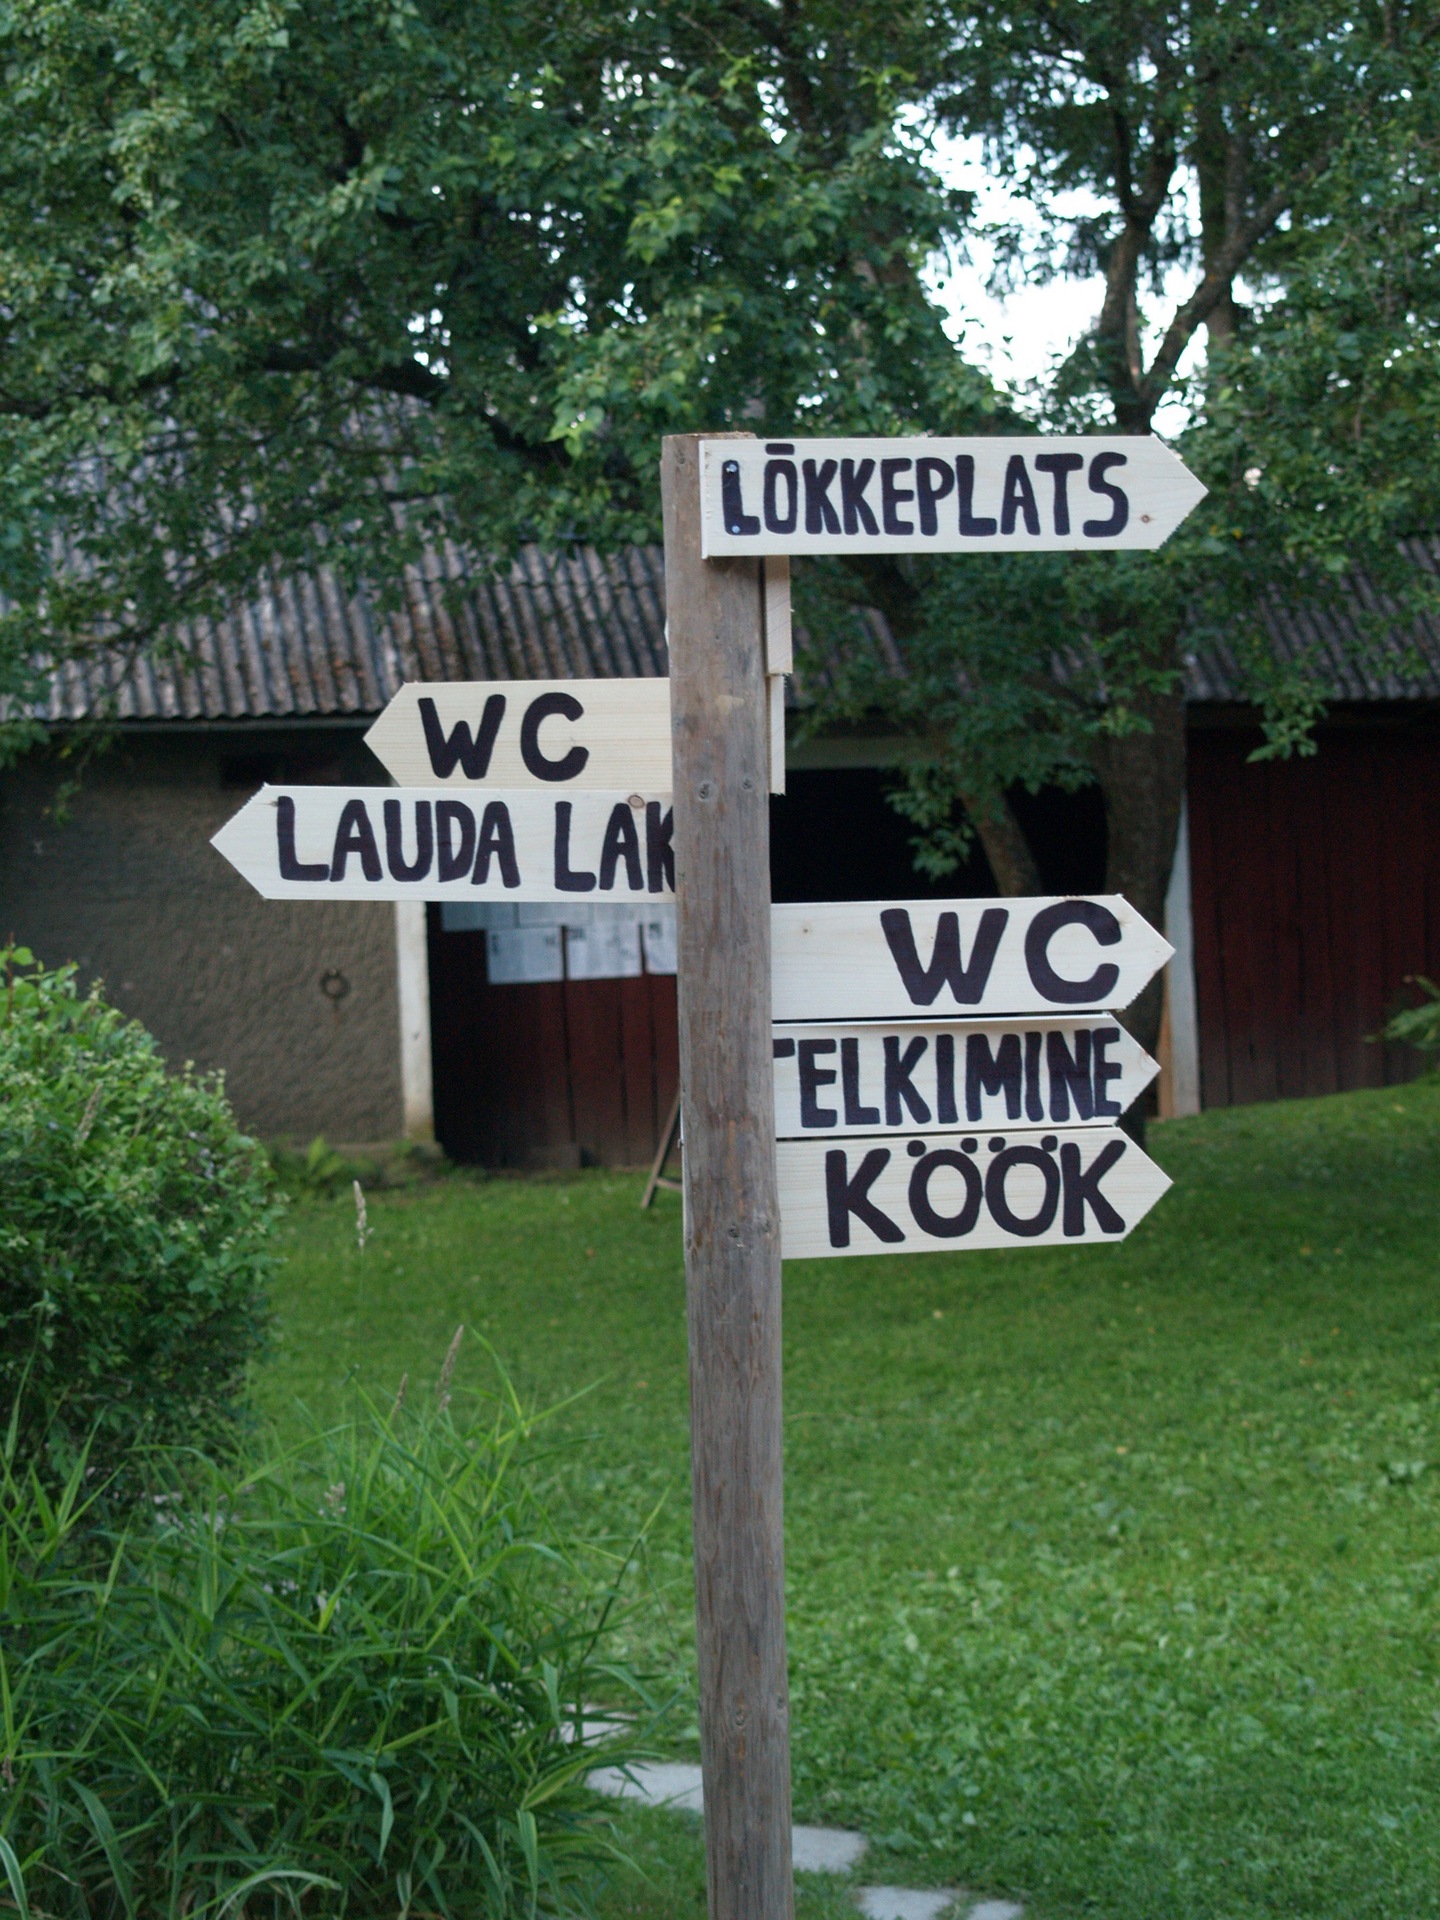 LÕKKEPLATS
WC
LAUDA LAK
WC
TELKIMINE
KÖÖK